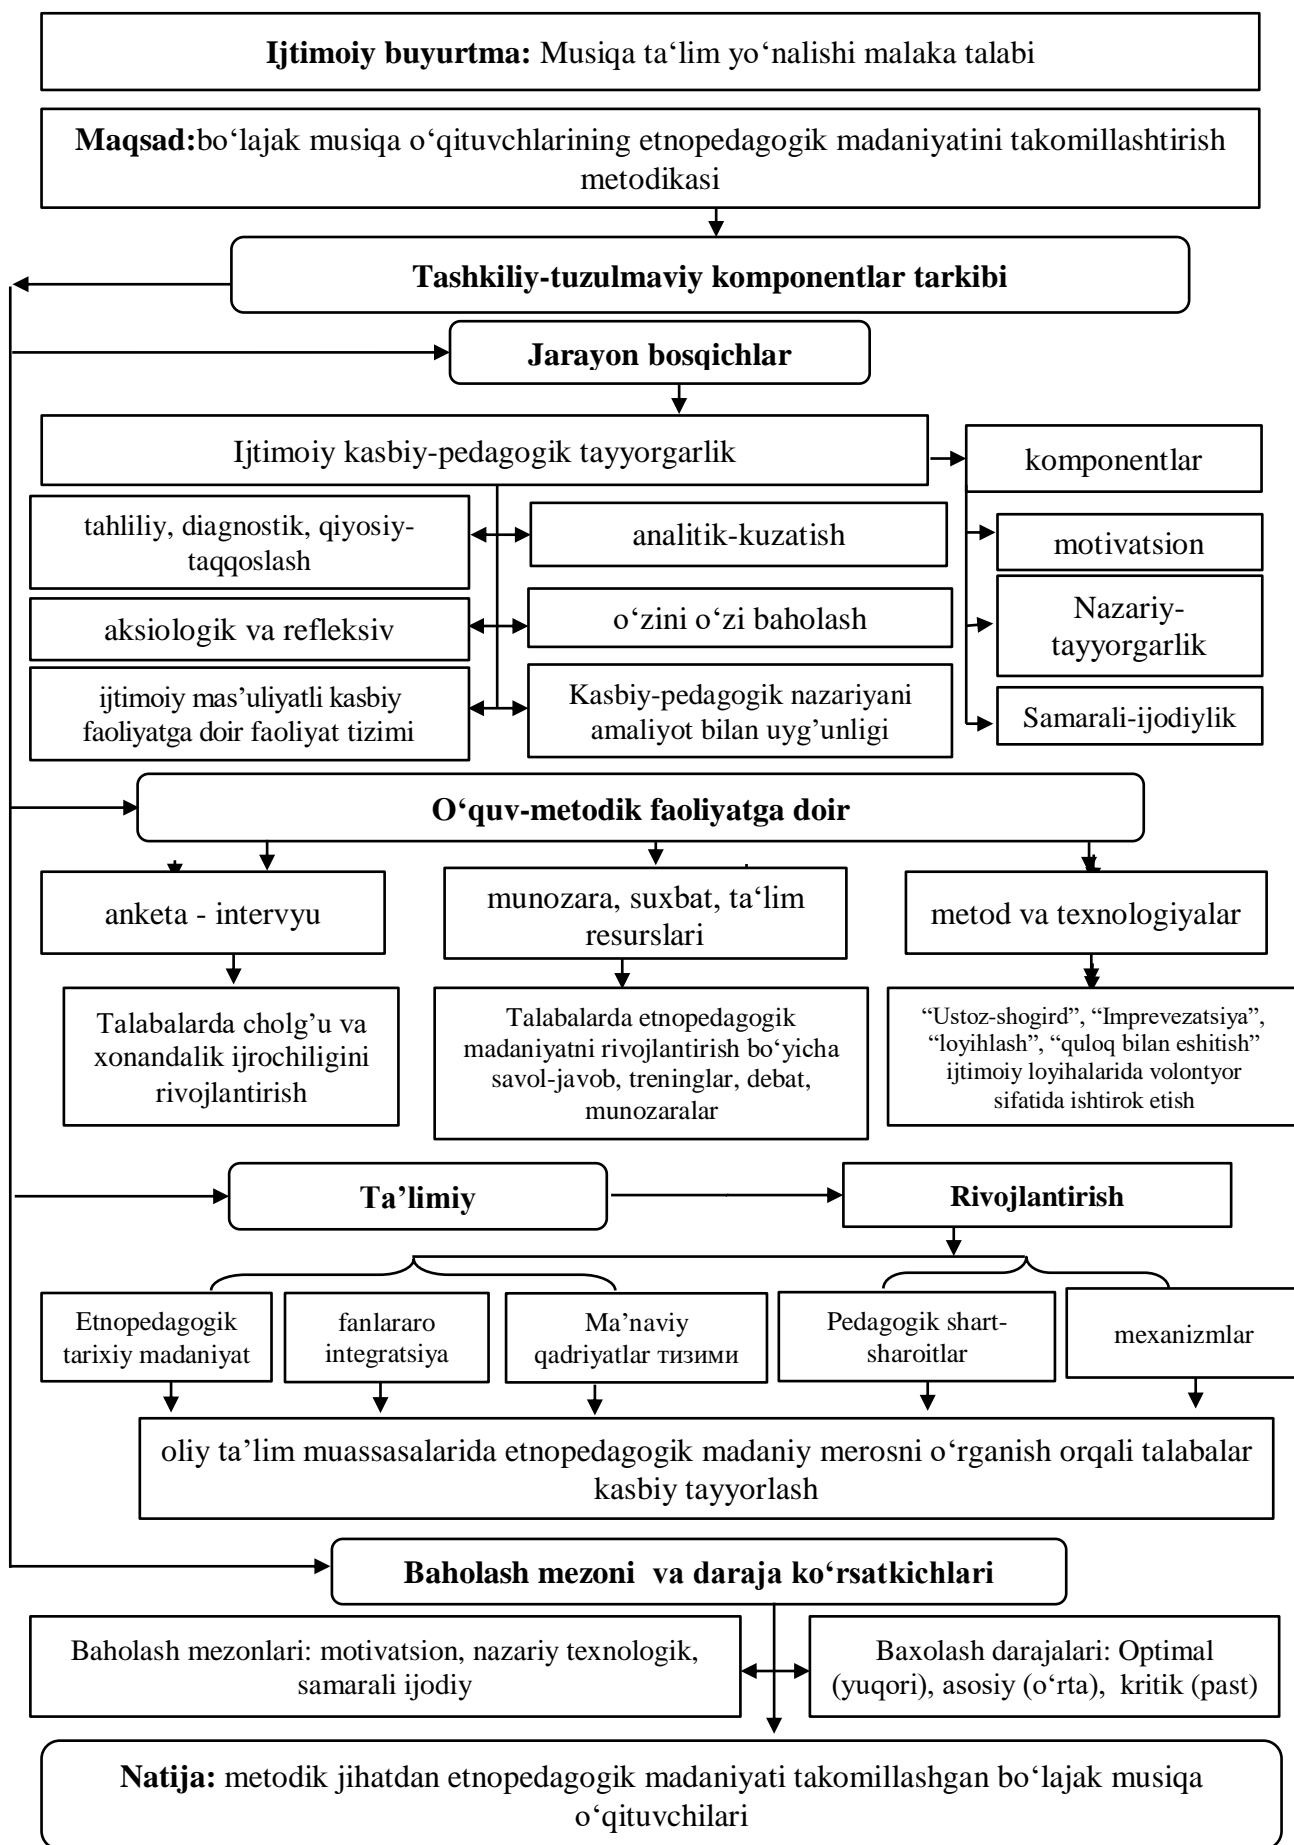 Ijtimoiy buyurtma: Musiqa ta‘lim yo‘nalishi malaka talabi
Maqsad:bo‘lajak musiqa o‘qituvchlarining etnopedagogik madaniyatini takomillashtirish
metodikasi
Tashkiliy-tuzulmaviy komponentlar tarkibi
Jarayon bosqichlar
Ijtimoiy kasbiy-pedagogik tayyorgarlik
komponentlar
tahliliy, diagnostik, qiyosiy-
taqqoslash
analitik-kuzatish
motivatsion
aksiologik va refleksiv
o‘zini o‘zi baholash
Nazariy-
tayyorgarlik
ijtimoiy mas’uliyatli kasbiy
faoliyatga doir faoliyat tizimi
Kasbiy-pedagogik nazariyani
amaliyot bilan uyg’unligi
Samarali-ijodiylik
O‘quv-metodik faoliyatga doir
anketa - intervyu
munozara, suxbat, ta‘lim
resurslari
metod va texnologiyalar
Talabalarda cholg’u va
xonandalik ijrochiligini
rivojlantirish
Talabalarda etnopedagogik
madaniyatni rivojlantirish bo‘yicha
savol-javob, treninglar, debat,
munozaralar
“Ustoz-shogird”, “Imprevezatsiya”,
“loyihlash”, “quloq bilan eshitish”
ijtimoiy loyihalarida volontyor
sifatida ishtirok etish
Ta’limiy
Rivojlantirish
Etnopedagogik
tarixiy madaniyat
fanlararo
integratsiya
Ma’naviy
qadriyatlar тизими
Pedagogik shart-
sharoitlar
mexanizmlar
oliy ta’lim muassasalarida etnopedagogik madaniy merosni o‘rganish orqali talabalar
kasbiy tayyorlash
Baholash mezoni va daraja ko‘rsatkichlari
Baholash mezonlari: motivatsion, nazariy texnologik,
samarali ijodiy
Baxolash darajalari: Optimal
(yuqori), asosiy (o‘rta), kritik (past)
Natija: metodik jihatdan etnopedagogik madaniyati takomillashgan bo‘lajak musiqa
o‘qituvchilari